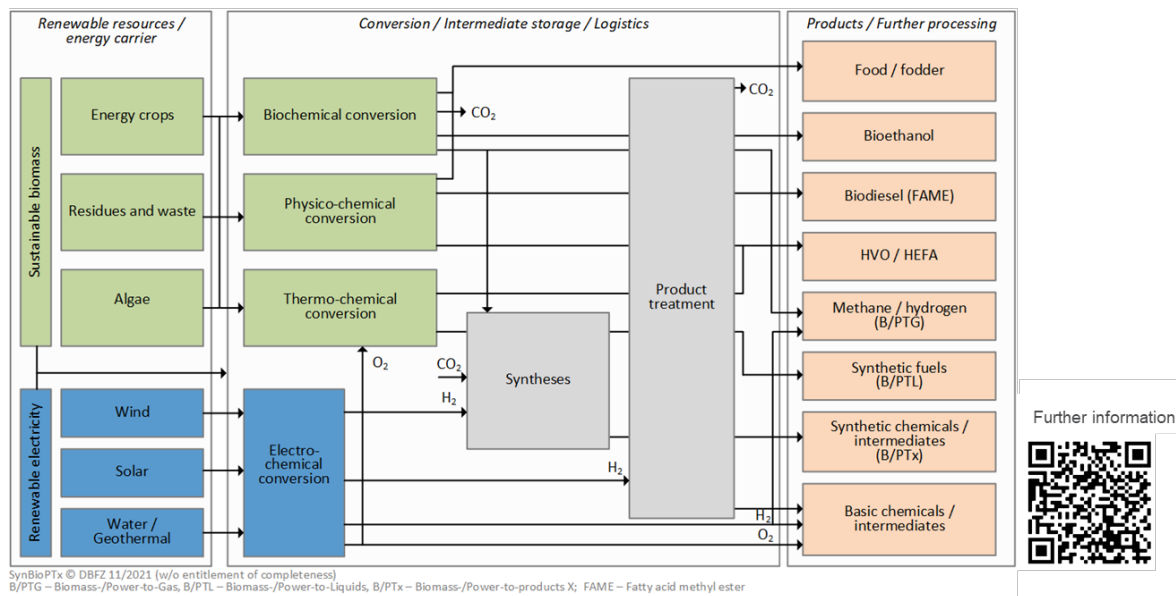 Renewable resources /
energy carrier
Conversion / Intermediate storage / Logistics
Products / Further processing
Sustainable biomass
Energy crops
Residues and waste
Algae
Renewable electricity
Wind
Solar
Water /
Geothermal
Biochemical conversion
CO₂
Physico-chemical
conversion
Thermo-chemical
conversion
O₂
Electro-
chemical
conversion
CO₂
H₂
Syntheses
H₂
Product
treatment
CO₂
H₂
O₂
Food / fodder
Bioethanol
Biodiesel (FAME)
HVO / HEFA
Methane / hydrogen
(B/PTG)
Synthetic fuels
(B/PTL)
Synthetic chemicals /
intermediates
(B/PTx)
Basic chemicals /
intermediates
Further information
SynBioPTx © DBFZ 11/2021 (w/o entitlement of completeness)
B/PTG – Biomass-/Power-to-Gas, B/PTL – Biomass-/Power-to-Liquids, B/PTx – Biomass-/Power-to-products X; FAME – Fatty acid methyl ester